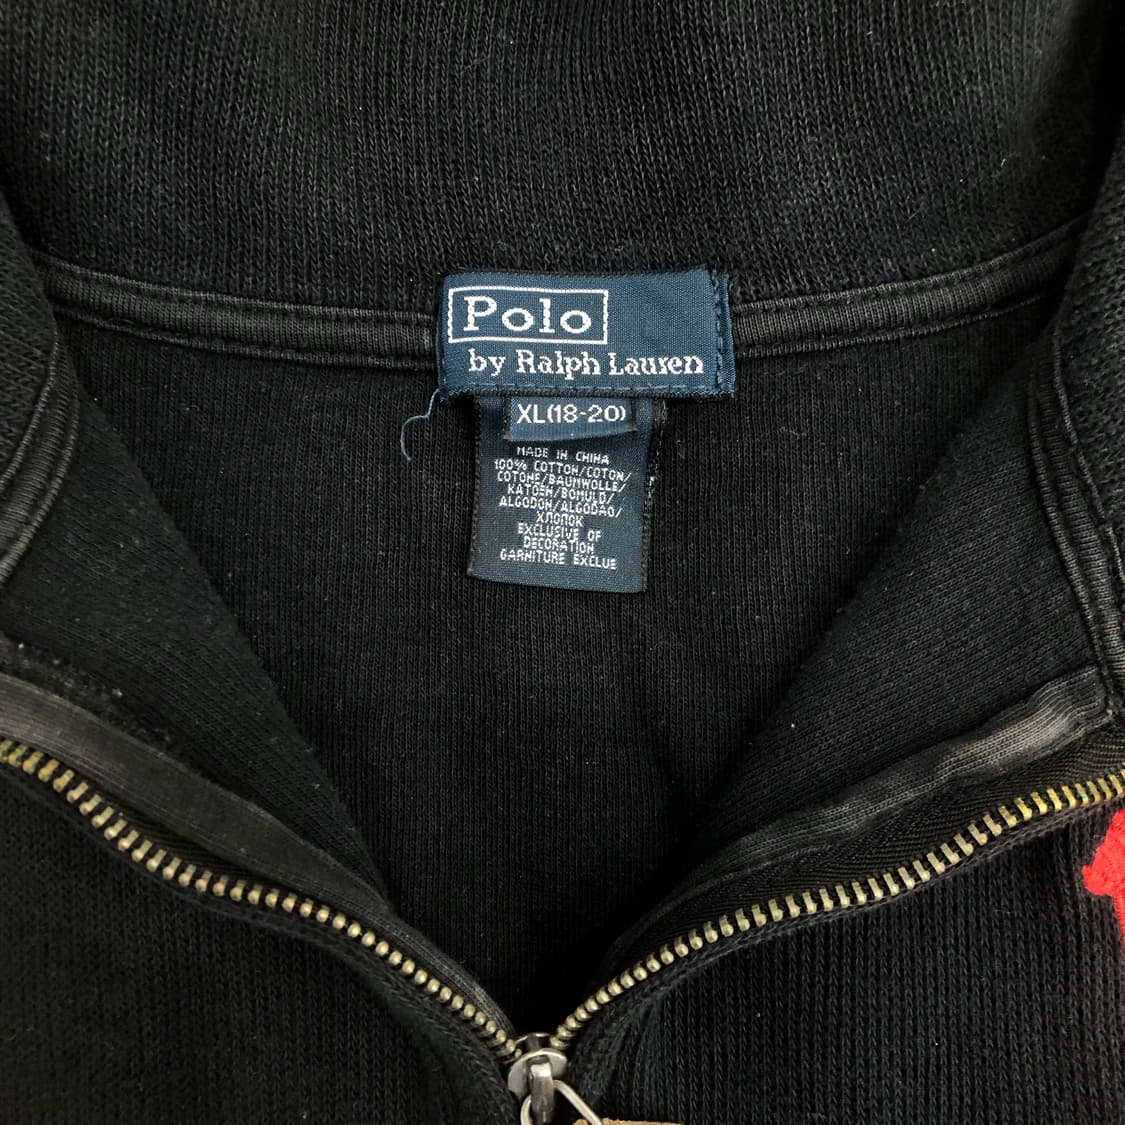 Polo
by Ralph Lauren
XL(18-20)
MADE IN CHINA
100% COTTON/COTON/
COTONE/BAUMWOLLE/
KATOEN/BOMULD/
ALGODON/ALGODAO/
ХЛОПОК
EXCLUSIVE OF
DECORATION
GARNITURE EXCLUE